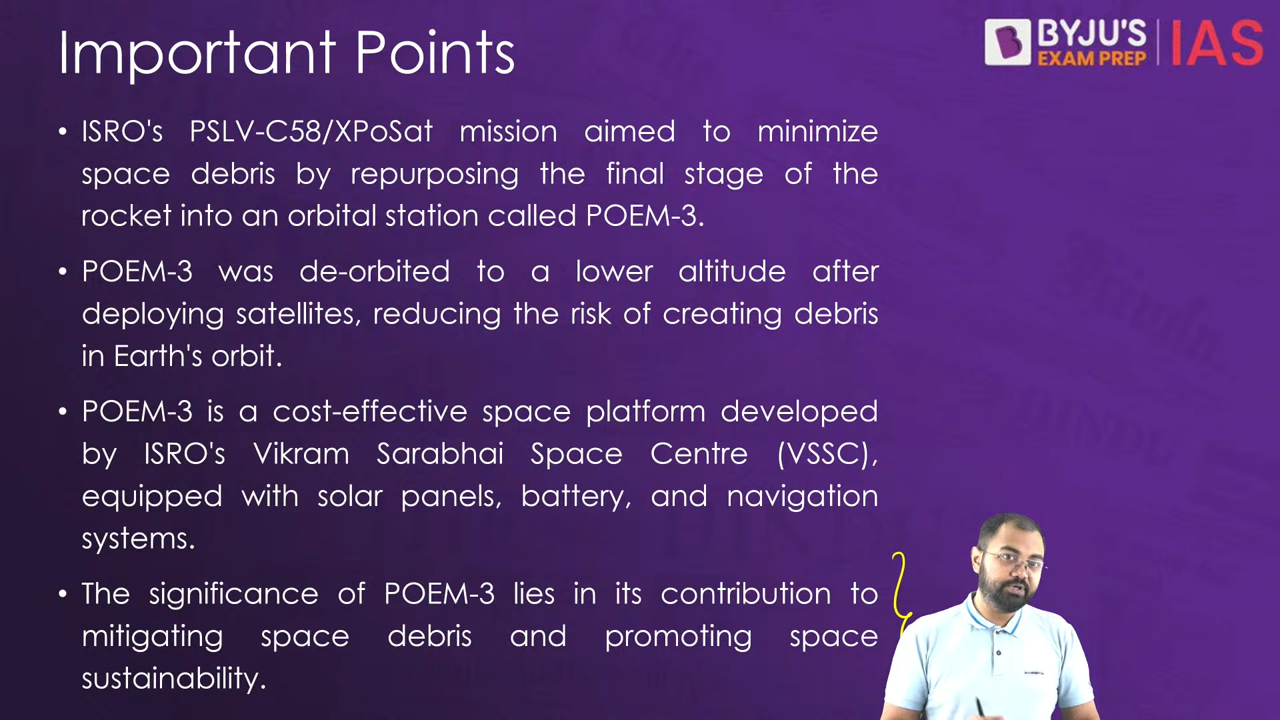 Important Points
BYJU'S
EXAM PREP
IAS
• ISRO's PSLV-C58/XPoSat mission aimed to minimize
space debris by repurposing the final stage of the
rocket into an orbital station called POEM-3.
• POEM-3 was de-orbited to a lower altitude after
deploying satellites, reducing the risk of creating debris
in Earth's orbit.
• POEM-3 is a cost-effective space platform developed
by ISRO's Vikram Sarabhai Space Centre (VSSC),
equipped with solar panels, battery, and navigation
systems.
• The significance of POEM-3 lies in its contribution to
mitigating space debris and promoting space
sustainability.